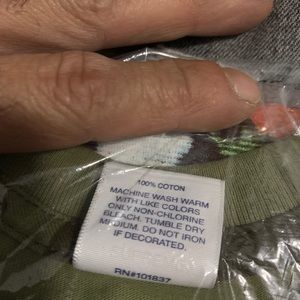 100% COTON
MACHINE WASH WARM
WITH LIKE COLORS
ONLY NON-CHLORINE
BLEACH. TUMBLE DRY
MEDIUM. DO NOT IRON
IF DECORATED.
RN#101837